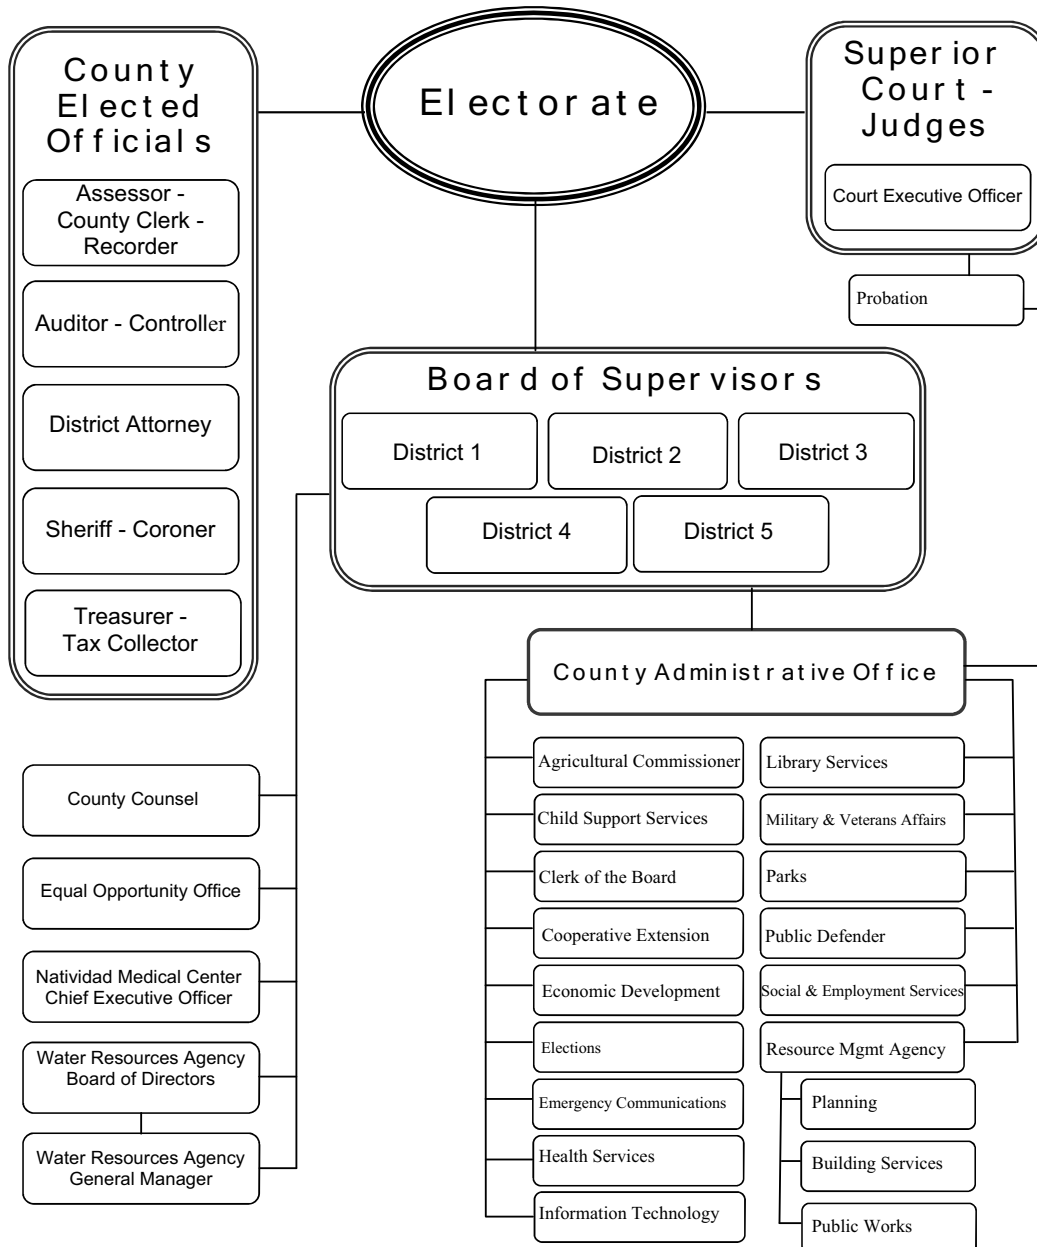 County
Elected
Officials
Assessor -
County Clerk -
Recorder
Auditor - Controller
District Attorney
Sheriff - Coroner
Treasurer -
Tax Collector
Electorate
Superior
Court -
Judges
Court Executive Officer
Probation
Board of Supervisors
District 1
District 2
District 3
District 4
District 5
County Administrative Office
County Counsel
Equal Opportunity Office
Natividad Medical Center
Chief Executive Officer
Water Resources Agency
Board of Directors
Water Resources Agency
General Manager
Agricultural Commissioner
Child Support Services
Clerk of the Board
Cooperative Extension
Economic Development
Elections
Emergency Communications
Health Services
Information Technology
Library Services
Military & Veterans Affairs
Parks
Public Defender
Social & Employment Services
Resource Mgmt Agency
Planning
Building Services
Public Works